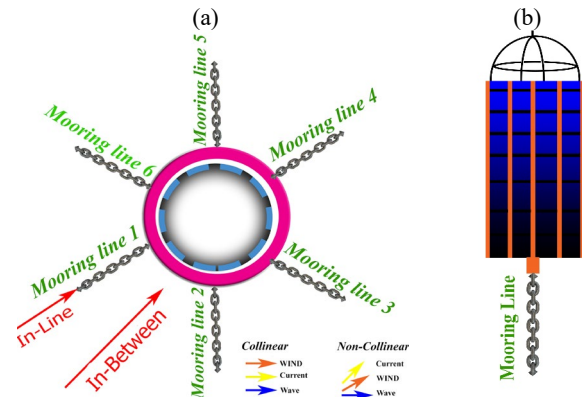 (a)
(b)
Mooring line 5
Mooring line 4
Mooring line 6
Mooring line 1
Mooring line 3
Mooring line 2
In-Line
In-Between
Mooring Line
Collinear
WIND
Current
Wave
Non-Collinear
Current
WIND
Wave